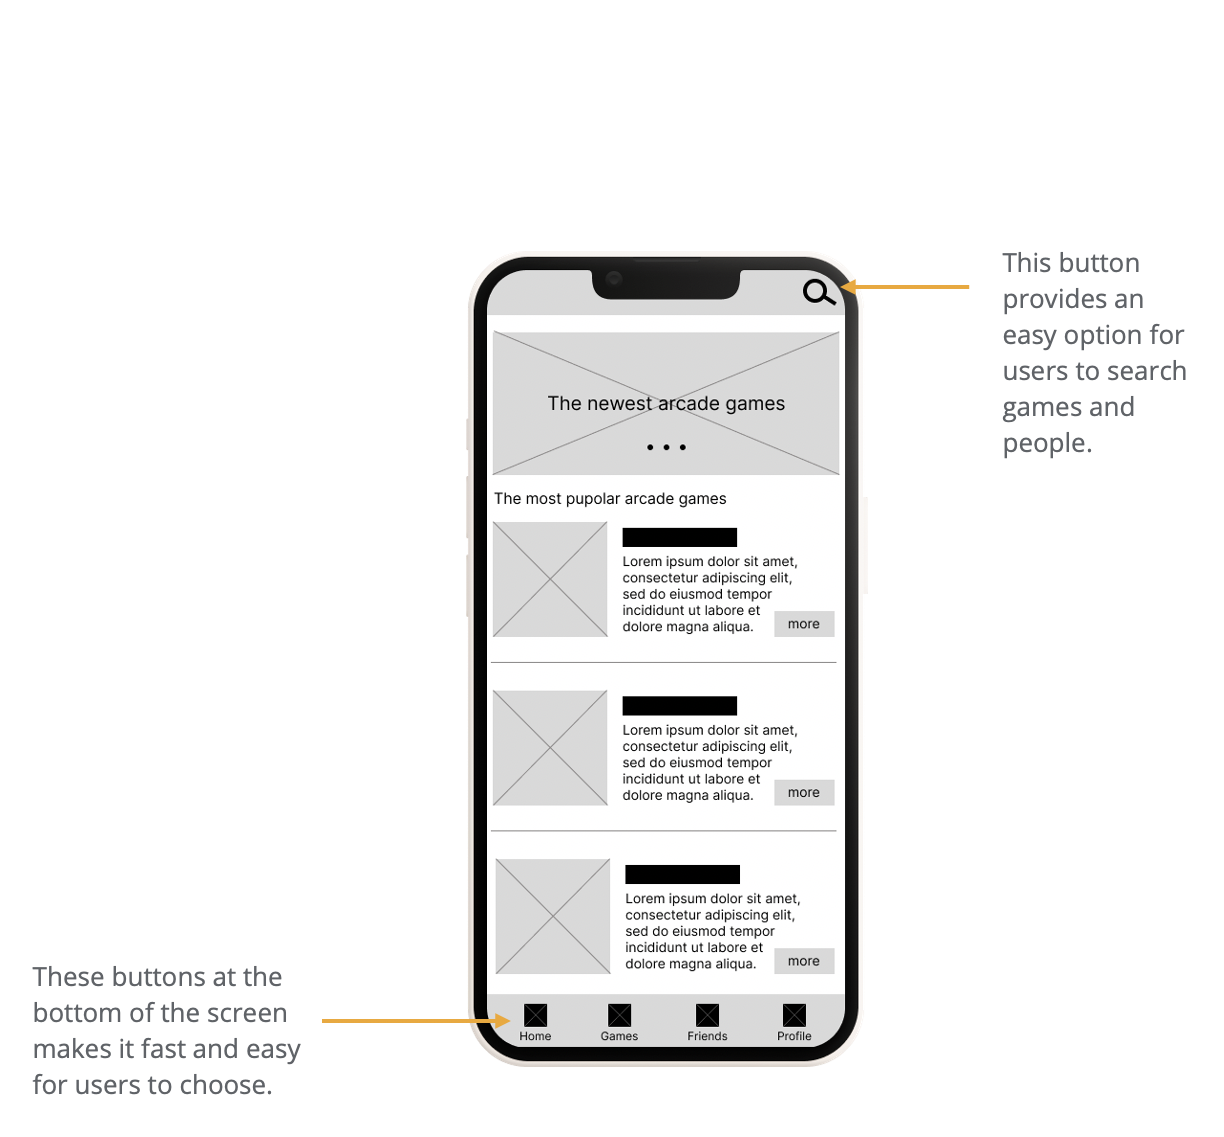 This button
provides an
easy option for
users to search
games and
people.
The newest arcade games
The most pupolar arcade games
Lorem ipsum dolor sit amet,
consectetur adipiscing elit,
sed do eiusmod tempor
incididunt ut labore et
dolore magna aliqua.
more
Lorem ipsum dolor sit amet,
consectetur adipiscing elit,
sed do eiusmod tempor
incididunt ut labore et
dolore magna aliqua.
more
Lorem ipsum dolor sit amet,
consectetur adipiscing elit,
sed do eiusmod tempor
incididunt ut labore et
dolore magna aliqua.
more
These buttons at the
bottom of the screen
makes it fast and easy
for users to choose.
Home Games Friends Profile